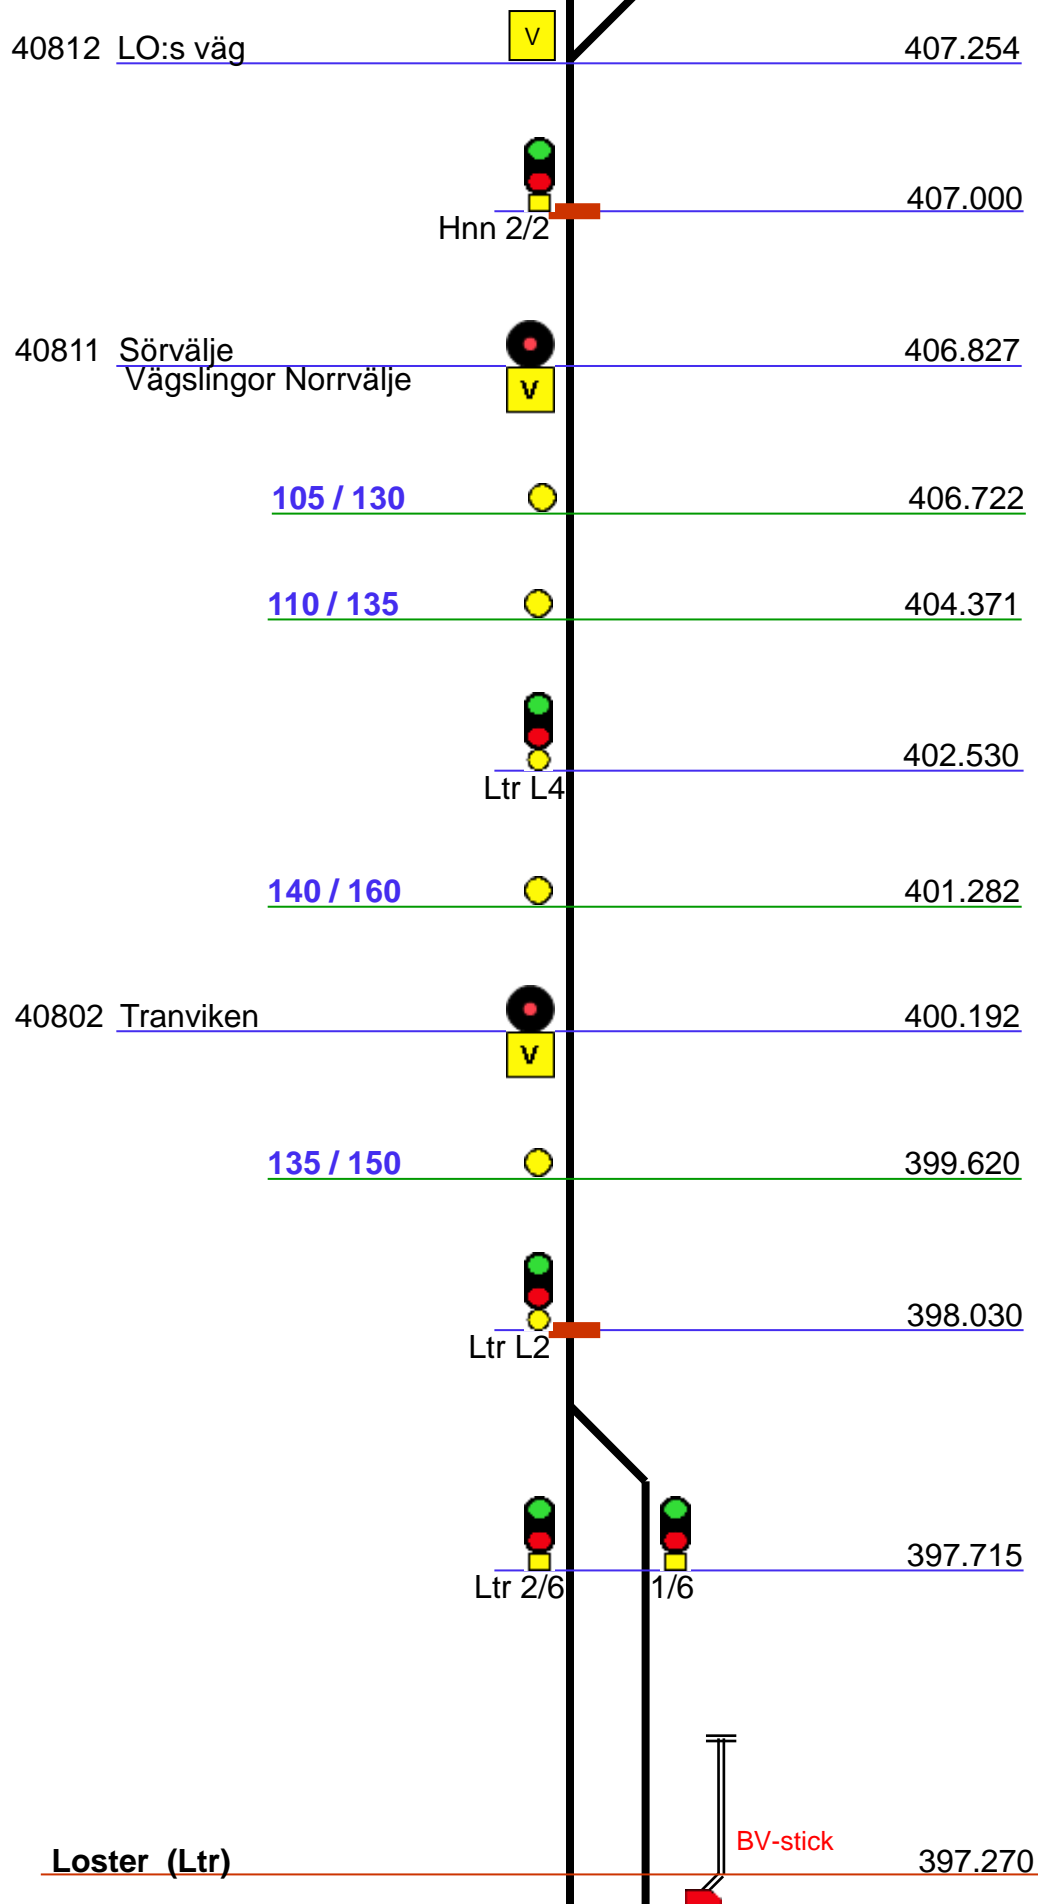 40812 LO:s väg V 407.254
407.000
Hnn 2/2
40811 Sörvälje 406.827
Vägslingor Norrvälje V
105 / 130 406.722
110 / 135 404.371
402.530
Ltr L4
140 / 160 401.282
40802 Tranviken 400.192
V
135 / 150 399.620
398.030
Ltr L2
397.715
Ltr 2/6 1/6
BV-stick
Loster (Ltr) 397.270